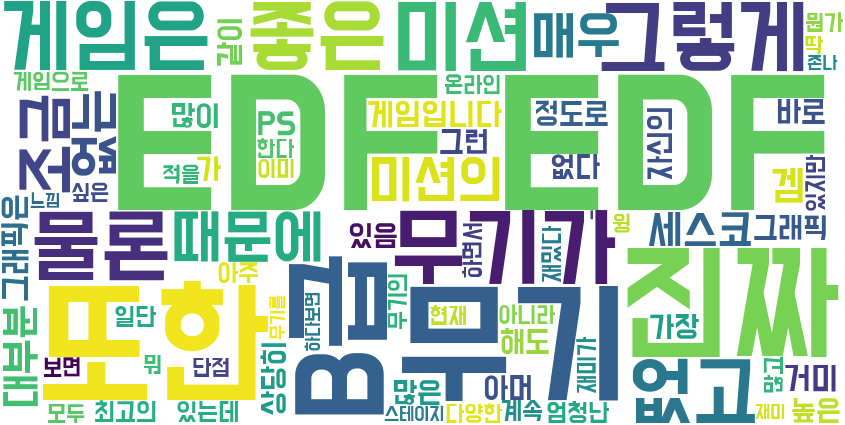 게임은
같이
좋은
미션
매우
그렇게
뭔가
딱
존나
게임으로
EDF EDF
온라인
조금
많이
PS
게임입니다
정도로
바로
한다
그런
자신의
싶은
적을
가
이미
미션의
없다
겜
있지만
느낌
그래픽은
물론
때문에
있음
무기가
하면서
재밌다
윙
세스코
그래픽
아주
또한
무기를
그
B
하다보면
무기
무기인
현재
아니라
진짜
가장
대부분
일단
해도
재미가
보면
뭐
단점
상당히
많은
아머
없고
않고
거미
모두
최고의
있는데
스테이지
다양한
계속
엄청난
재미
높은